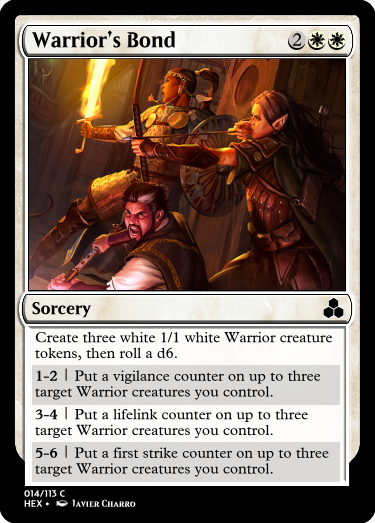 Warrior's Bond 2
Sorcery
Create three white 1/1 white Warrior creature
tokens, then roll a d6.
1-2 | Put a vigilance counter on up to three
target Warrior creatures you control.
3-4 | Put a lifelink counter on up to three
target Warrior creatures you control.
5-6 | Put a first strike counter on up to three
target Warrior creatures you control.
014/113 C
HEX • Javier Charro